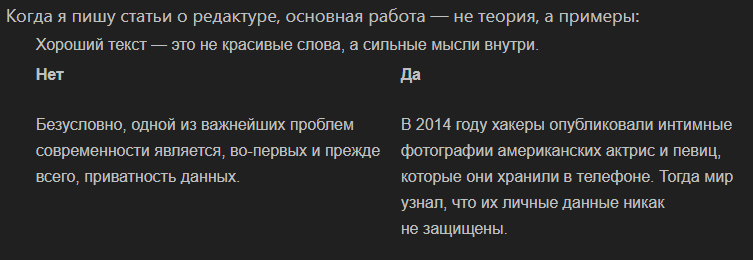 Когда я пишу статьи о редактуре, основная работа — не теория, а примеры:
Хороший текст — это не красивые слова, а сильные мысли внутри.
Нет
Безусловно, одной из важнейших проблем
современности является, во-первых и прежде
всего, приватность данных.
Да
В 2014 году хакеры опубликовали интимные
фотографии американских актрис и певиц,
которые они хранили в телефоне. Тогда мир
узнал, что их личные данные никак
не защищены.